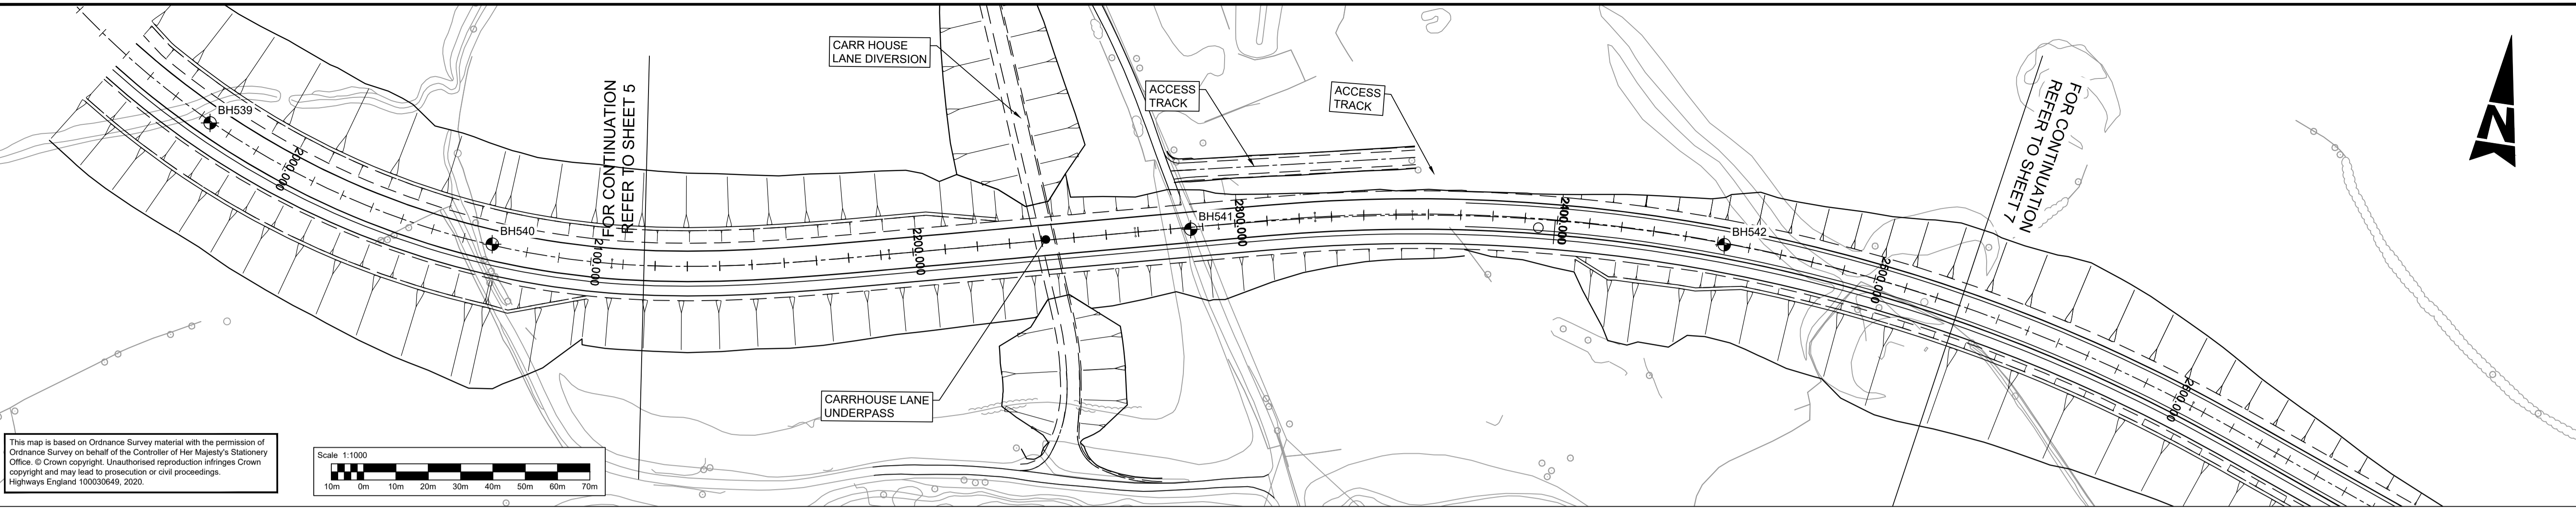 CARR HOUSE
LANE DIVERSION
FOR CONTINUATION
REFER TO SHEET 5
ACCESS
TRACK
ACCESS
TRACK
FOR CONTINUATION
REFER TO SHEET 7
N
BH539
2000.000
BH540
2100.000
2200.000
BH541
2300.000
2400.000
BH542
2500.000
2600.000
CARRHOUSE LANE
UNDERPASS
This map is based on Ordnance Survey material with the permission of
Ordnance Survey on behalf of the Controller of Her Majesty's Stationery
Office. © Crown copyright. Unauthorised reproduction infringes Crown
copyright and may lead to prosecution or civil proceedings.
Highways England 100030649, 2020.
Scale 1:1000
10m 0m 10m 20m 30m 40m 50m 60m 70m